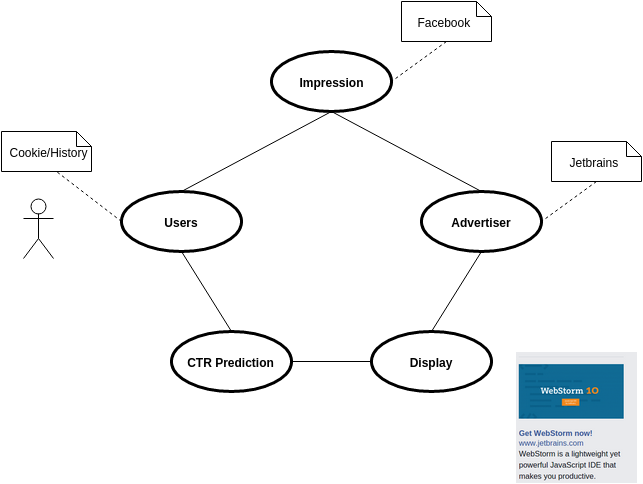 Facebook
Impression
Cookie/History
Jetbrains
Users
Advertiser
CTR Prediction
Display
WebStorm 10
Get WebStorm now!
www.jetbrains.com
WebStorm is a lightweight yet
powerful JavaScript IDE that
makes you productive.